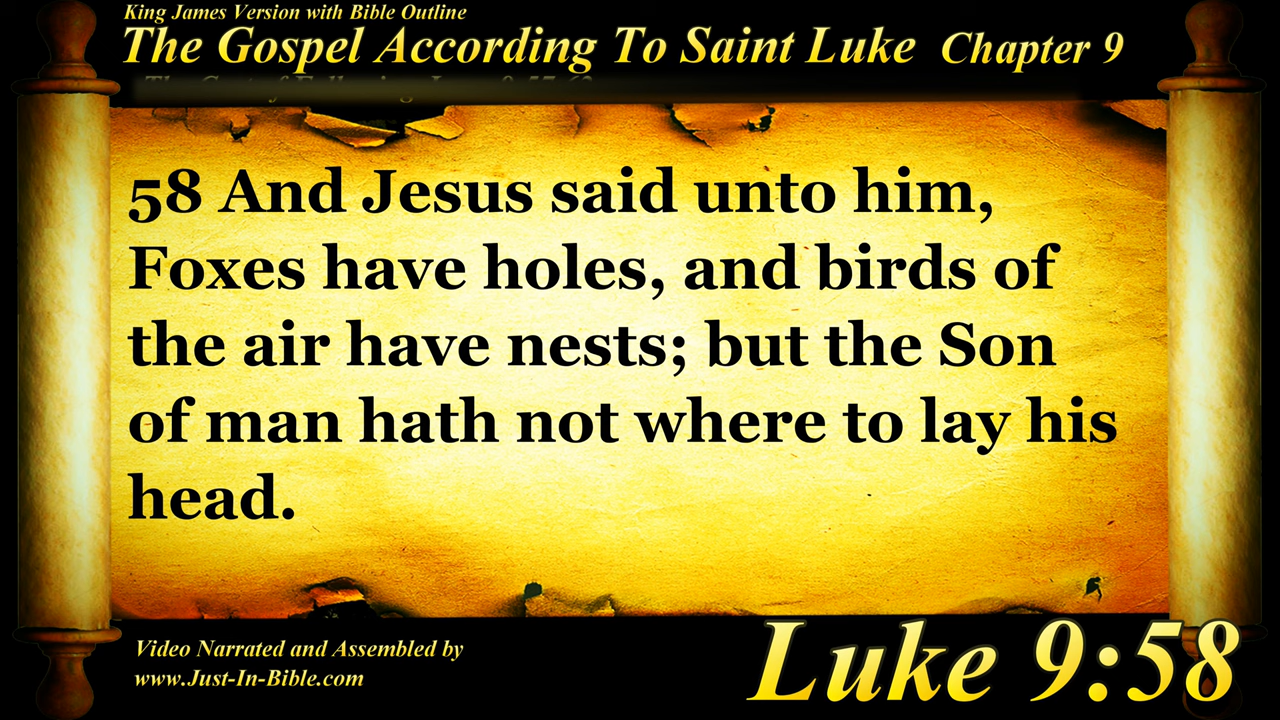 King James Version with Bible Outline
The Gospel According To Saint Luke Chapter 9
58 And Jesus said unto him,
Foxes have holes, and birds of
the air have nests; but the Son
of man hath not where to lay his
head.
Video Narrated and Assembled by
www.Just-In-Bible.com
Luke 9:58